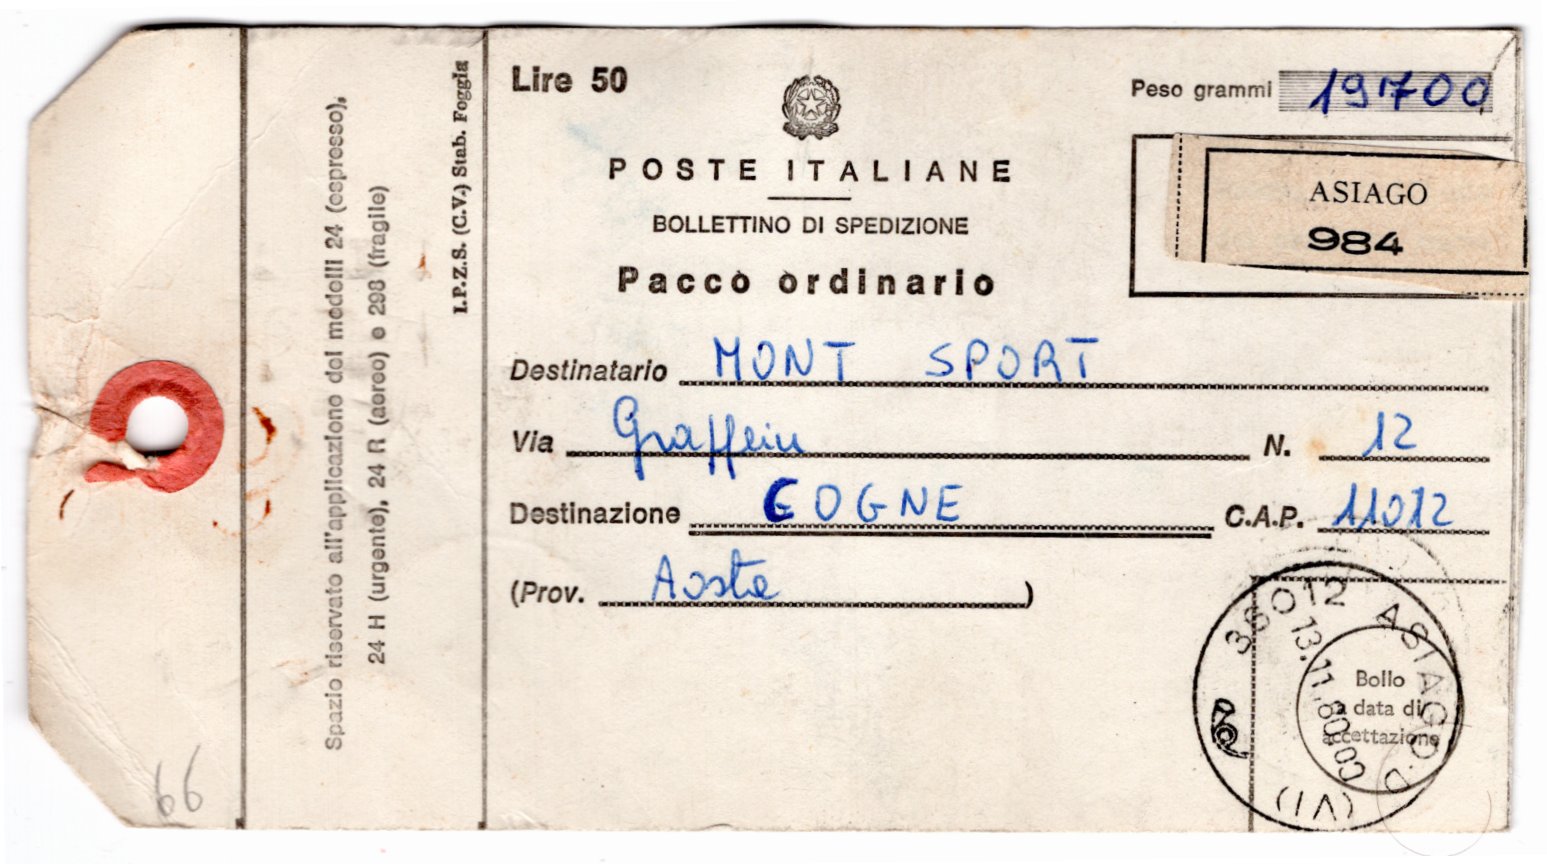 Lire 50
Peso grammi 19700
POSTE ITALIANE
BOLLETTINO DI SPEDIZIONE
Pacco ordinario
ASIAGO
984
Destinatario MONT SPORT
Via Graffein N. 12
Destinazione COGNE C.A.P. 11012
(Prov. Aosta )
36012 ASIAGO·D
13.11.80
(VI)
Bollo
a data di
accettazione
I.P.Z.S. (C.V.) Stab. Foggia
Spazio riservato all'applicazione dei modelli 24 (espresso),
24 H (urgente), 24 R (aereo) e 298 (fragile)
66